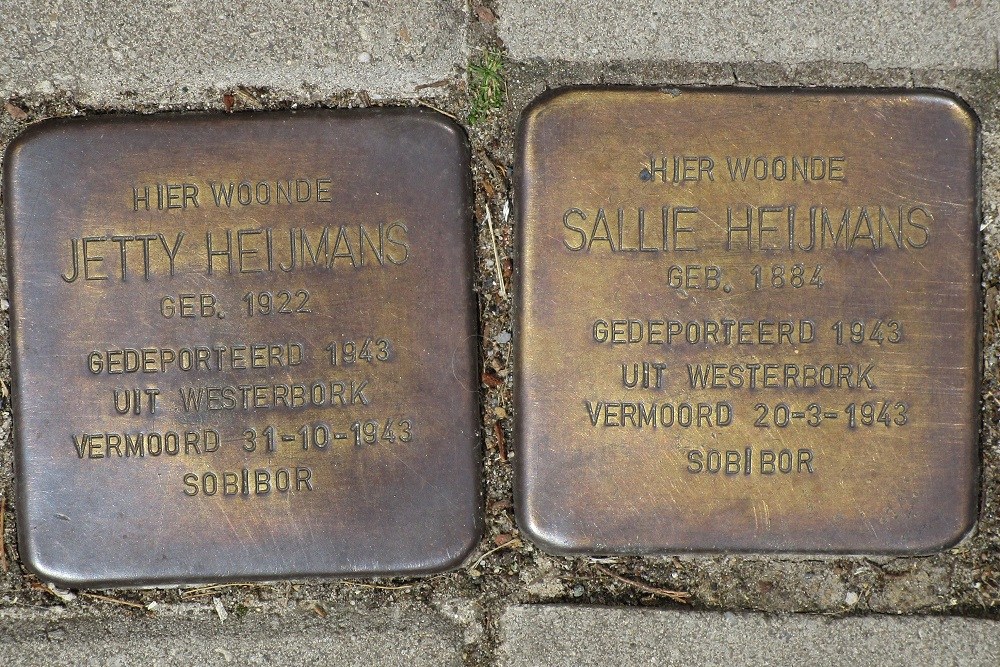 HIER WOONDE
JETTY HEIJMANS
GEB. 1922
GEDEPORTEERD 1943
UIT WESTERBORK
VERMOORD 31-10-1943
SOBIBOR
HIER WOONDE
SALLIE HEIJMANS
GEB. 1884
GEDEPORTEERD 1943
UIT WESTERBORK
VERMOORD 20-3-1943
SOBIBOR